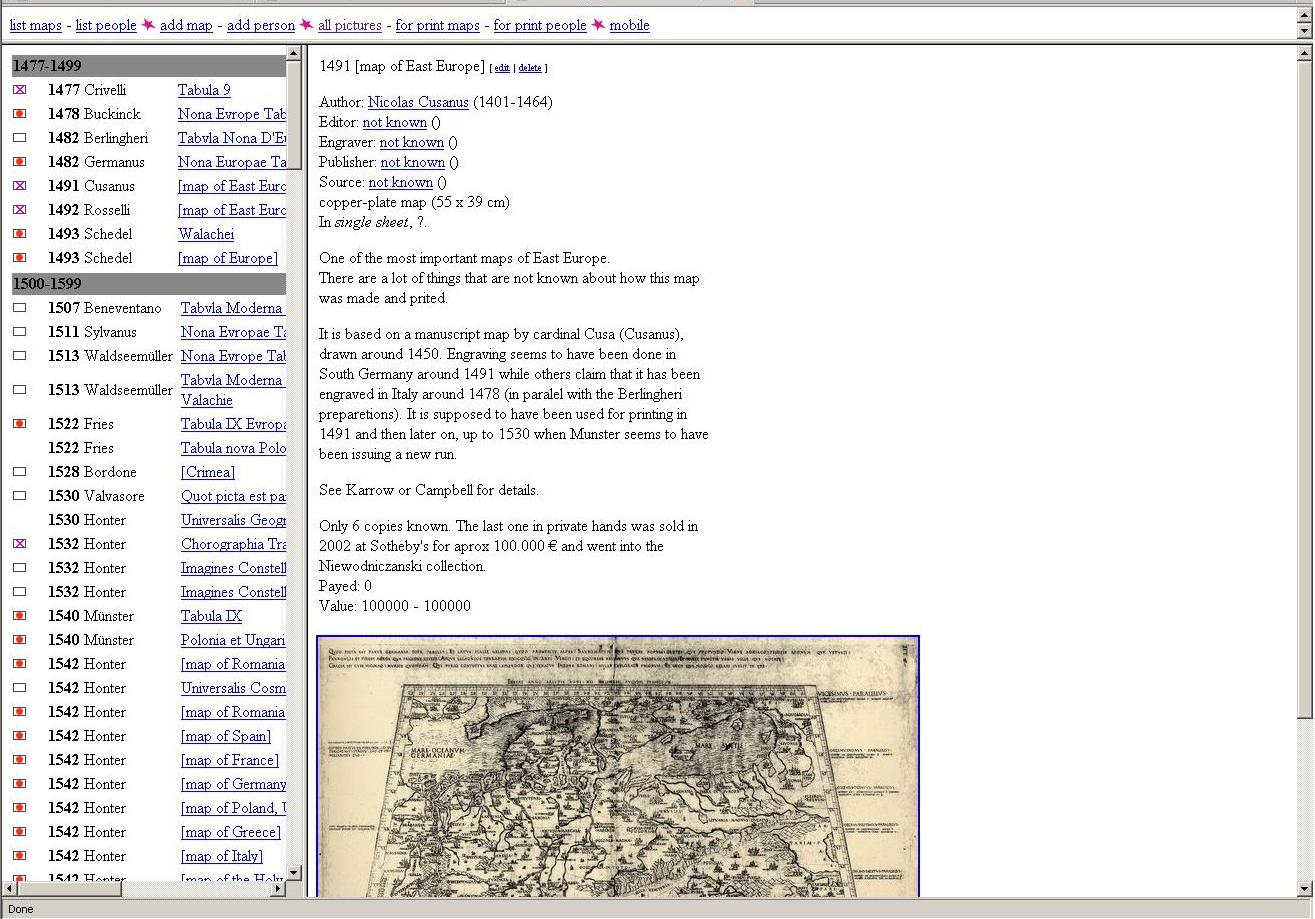 list maps - list people ★ add map - add person ★ all pictures - for print maps - for print people ★ mobile
1477-1499
1477 Crivelli Tabula 9
1478 Buckinck Nona Evrope Tab
1482 Berlingheri Tabvla Nona D'Eu
1482 Germanus Nona Europae Ta
1491 Cusanus [map of East Euro
1492 Rosselli [map of East Euro
1493 Schedel Walachei
1493 Schedel [map of Europe]
1500-1599
1507 Beneventano Tabvla Moderna
1511 Sylvanus Nona Evropae Ta
1513 Waldseemüller Nona Evrope Tab
1513 Waldseemüller Tabvla Moderna
Valachie
1522 Fries Tabula IX Evropa
1522 Fries Tabula nova Polo
1528 Bordone [Crimea]
1530 Valvasore Quot picta est pa
1530 Honter Universalis Geogr
1532 Honter Chorographia Tra
1532 Honter Imagines Constell
1532 Honter Imagines Constell
1540 Münster Tabula IX
1540 Münster Polonia et Ungari
1542 Honter [map of Romania
1542 Honter Universalis Cosm
1542 Honter [map of Romania
1542 Honter [map of Spain]
1542 Honter [map of France]
1542 Honter [map of Germany
1542 Honter [map of Poland, U
1542 Honter [map of Greece]
1542 Honter [map of Italy]
1542 Honter [map of the Holy
1491 [map of East Europe] [ edit | delete ]
Author: Nicolas Cusanus (1401-1464)
Editor: not known ()
Engraver: not known ()
Publisher: not known ()
Source: not known ()
copper-plate map (55 x 39 cm)
In single sheet, ?.
One of the most important maps of East Europe.
There are a lot of things that are not known about how this map
was made and prited.
It is based on a manuscript map by cardinal Cusa (Cusanus),
drawn around 1450. Engraving seems to have been done in
South Germany around 1491 while others claim that it has been
engraved in Italy around 1478 (in paralel with the Berlingheri
preparetions). It is supposed to have been used for printing in
1491 and then later on, up to 1530 when Munster seems to have
been issuing a new run.
See Karrow or Campbell for details.
Only 6 copies known. The last one in private hands was sold in
2002 at Sotheby's for aprox 100.000 € and went into the
Niewodniczanski collection.
Payed: 0
Value: 100000 - 100000
MARE OCEANVM
GERMANIAE
Done